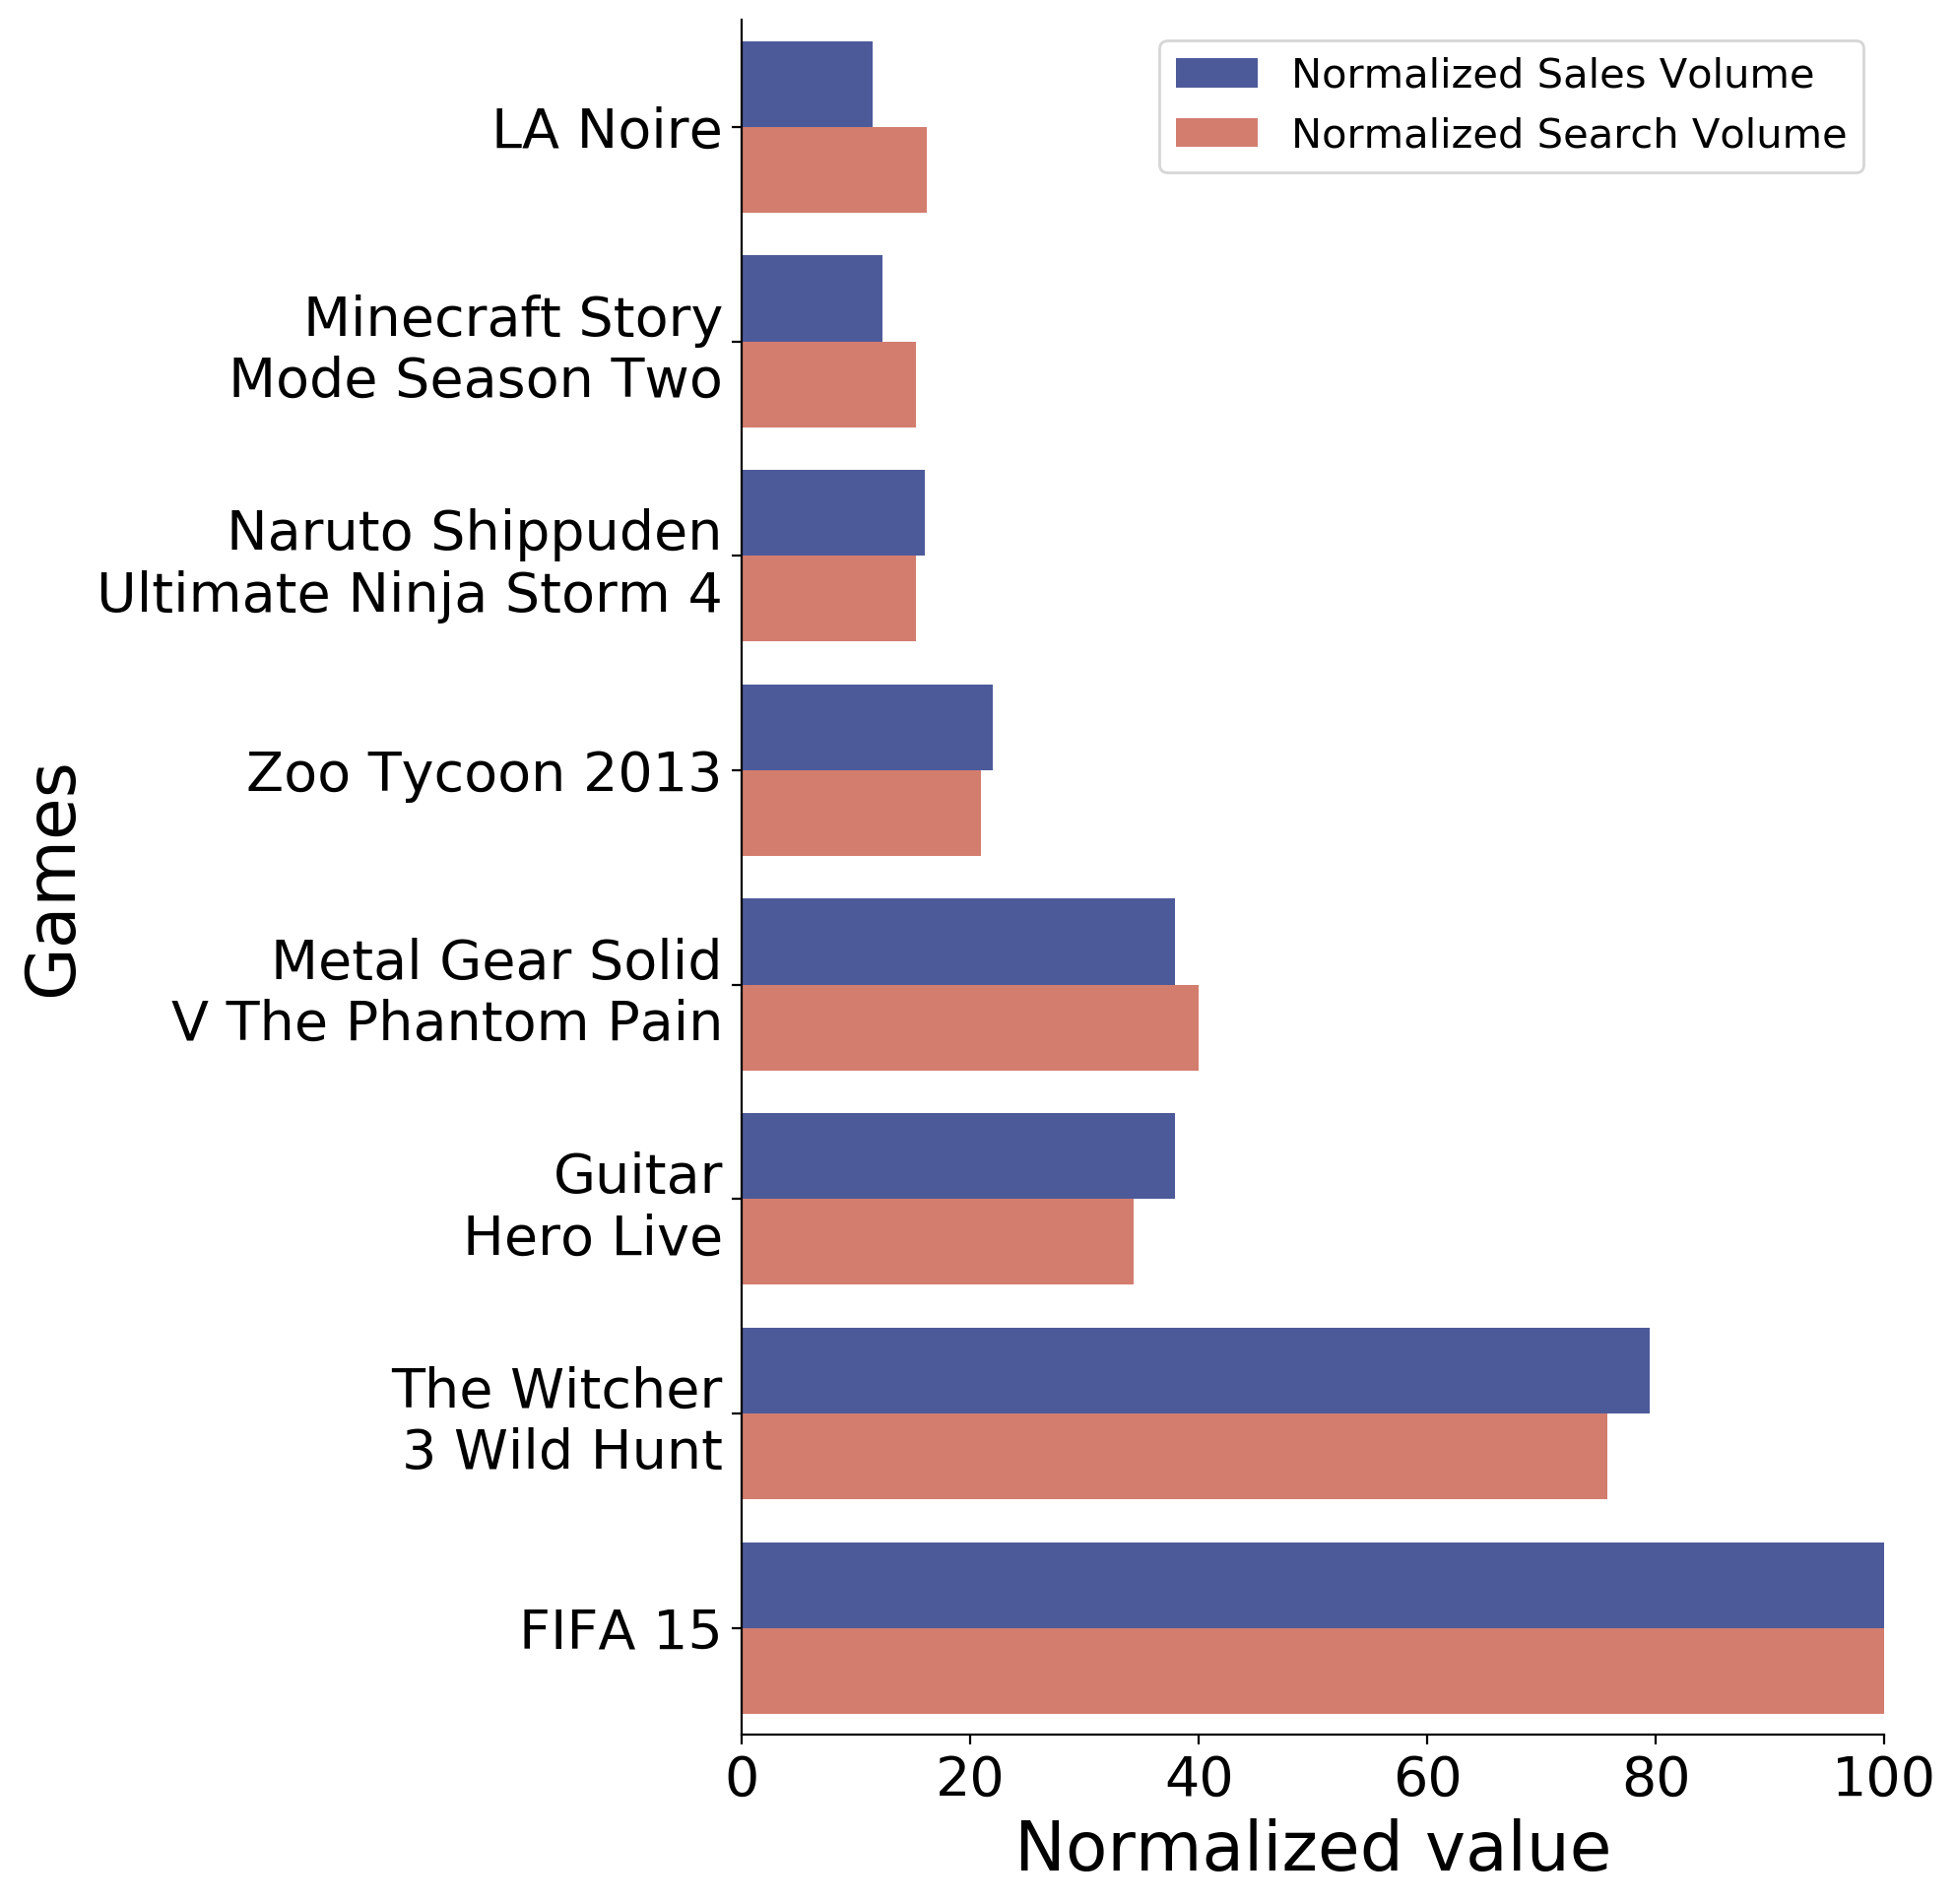 Normalized Sales Volume
Normalized Search Volume
LA Noire
Minecraft Story
Mode Season Two
Naruto Shippuden
Ultimate Ninja Storm 4
Zoo Tycoon 2013
Metal Gear Solid
V The Phantom Pain
Guitar
Hero Live
The Witcher
3 Wild Hunt
FIFA 15
Games
0 20 40 60 80 100
Normalized value